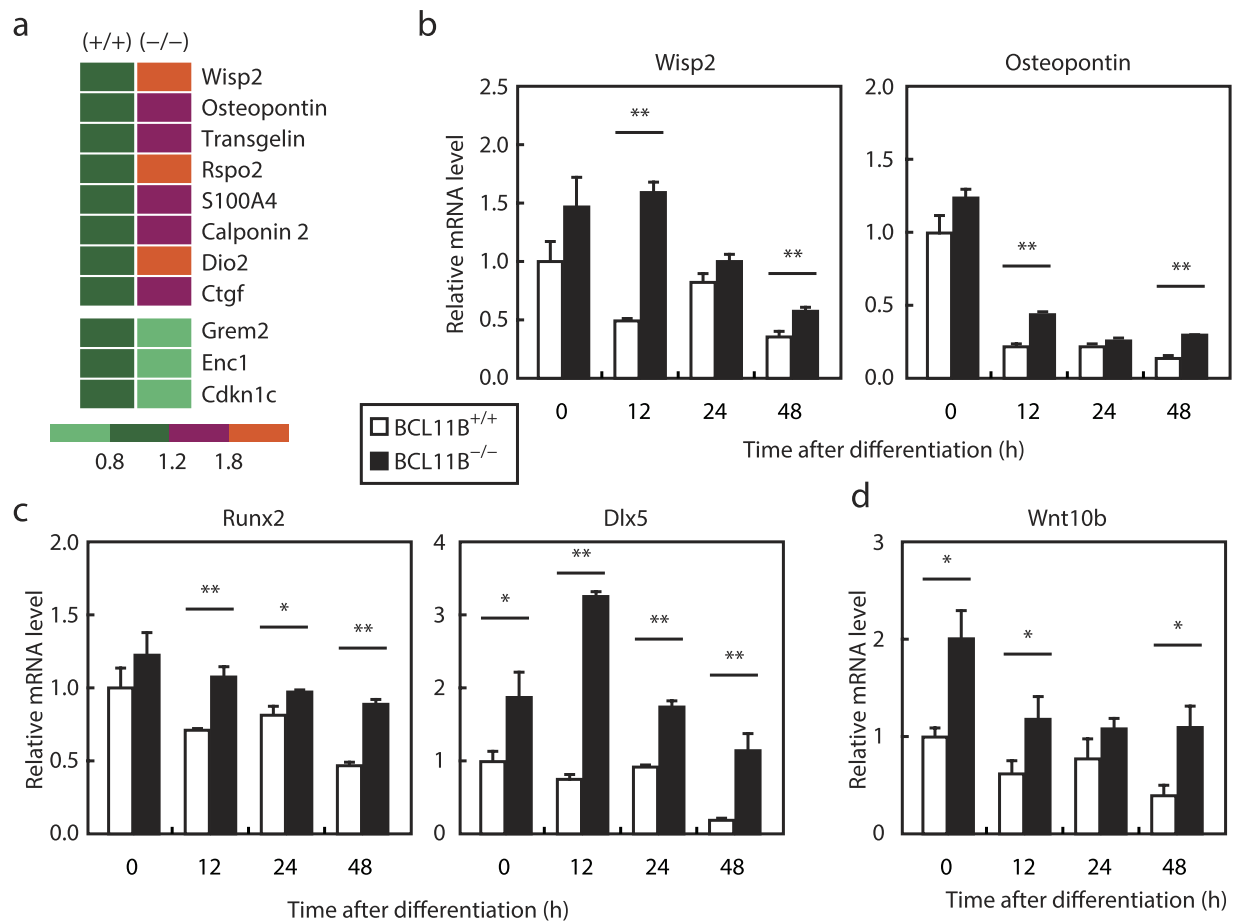 a
(+/+) (−/−)
Wisp2
Osteopontin
Transgelin
Rspo2
S100A4
Calponin 2
Dio2
Ctgf
Grem2
Enc1
Cdkn1c
0.8 1.2 1.8
b
Wisp2
Relative mRNA level
2.5
2.0
1.5
1.0
0.5
0.0
**
**
0 12 24 48
Osteopontin
2.0
1.5
1.0
0.5
0.0
**
**
0 12 24 48
Time after differentiation (h)
BCL11B+/+
BCL11B−/−
c
Runx2
Relative mRNA level
2.0
1.5
1.0
0.5
0.0
**
*
**
0 12 24 48
Dlx5
4
3
2
1
0
*
**
**
**
0 12 24 48
Time after differentiation (h)
d
Wnt10b
Relative mRNA level
3
2
1
0
*
*
*
0 12 24 48
Time after differentiation (h)